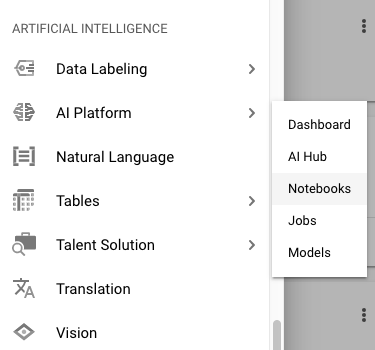 ARTIFICIAL INTELLIGENCE
Data Labeling
AI Platform
Natural Language
Tables
Talent Solution
Translation
Vision
Dashboard
AI Hub
Notebooks
Jobs
Models